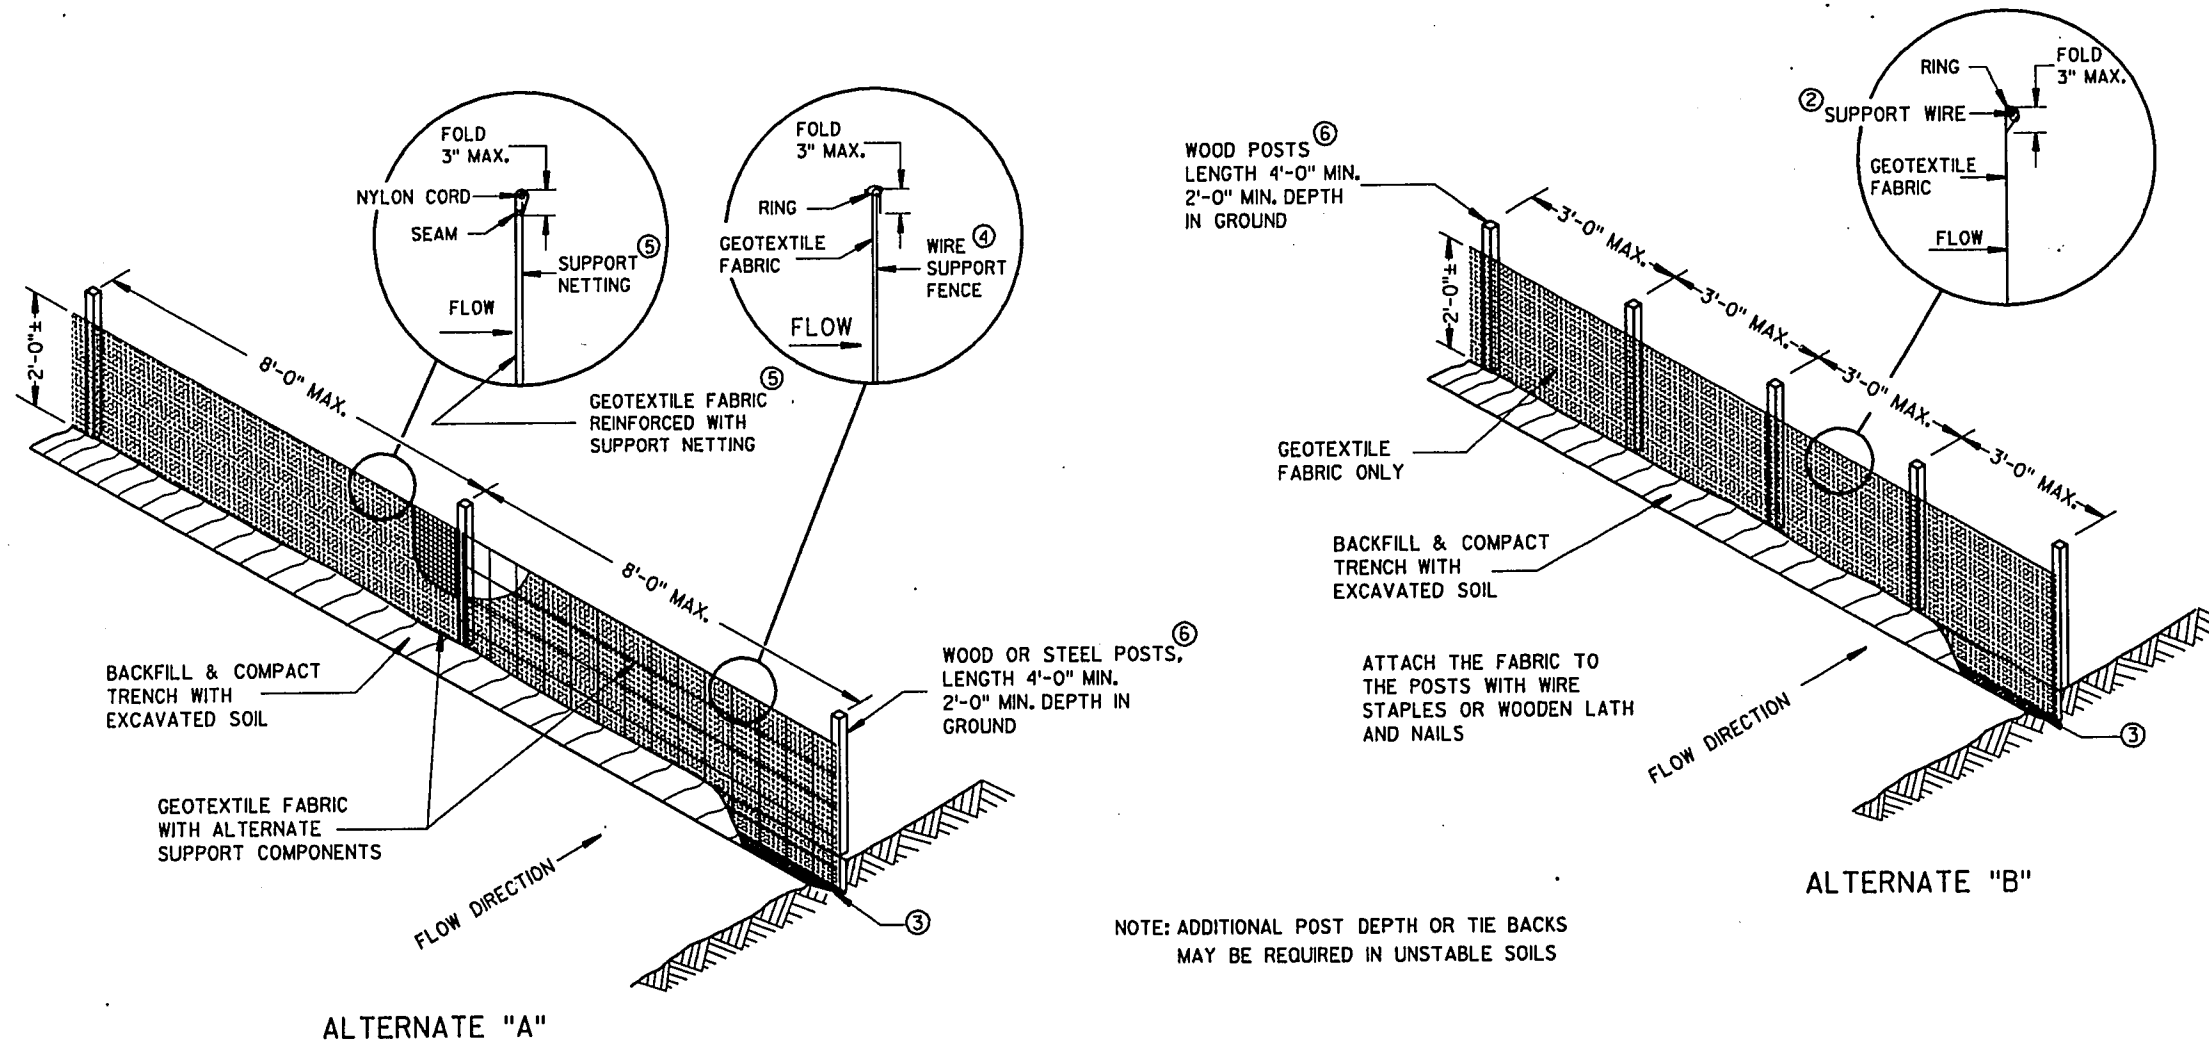 FOLD
3" MAX.
NYLON CORD
SEAM
SUPPORT ⑤
NETTING
FLOW
FOLD
3" MAX.
RING
GEOTEXTILE
FABRIC
WIRE ④
SUPPORT
FENCE
FLOW
2'-0"±
8'-0" MAX.
8'-0" MAX.
GEOTEXTILE FABRIC ⑤
REINFORCED WITH
SUPPORT NETTING
BACKFILL & COMPACT
TRENCH WITH
EXCAVATED SOIL
WOOD OR STEEL POSTS, ⑥
LENGTH 4'-0" MIN.
2'-0" MIN. DEPTH IN
GROUND
GEOTEXTILE FABRIC
WITH ALTERNATE
SUPPORT COMPONENTS
FLOW DIRECTION
③
ALTERNATE "A"
RING
FOLD
3" MAX.
② SUPPORT WIRE
GEOTEXTILE
FABRIC
FLOW
WOOD POSTS ⑥
LENGTH 4'-0" MIN.
2'-0" MIN. DEPTH
IN GROUND
2'-0"±
3'-0" MAX.
3'-0" MAX.
3'-0" MAX.
3'-0" MAX.
GEOTEXTILE
FABRIC ONLY
BACKFILL & COMPACT
TRENCH WITH
EXCAVATED SOIL
ATTACH THE FABRIC TO
THE POSTS WITH WIRE
STAPLES OR WOODEN LATH
AND NAILS
FLOW DIRECTION
③
ALTERNATE "B"
NOTE: ADDITIONAL POST DEPTH OR TIE BACKS
MAY BE REQUIRED IN UNSTABLE SOILS